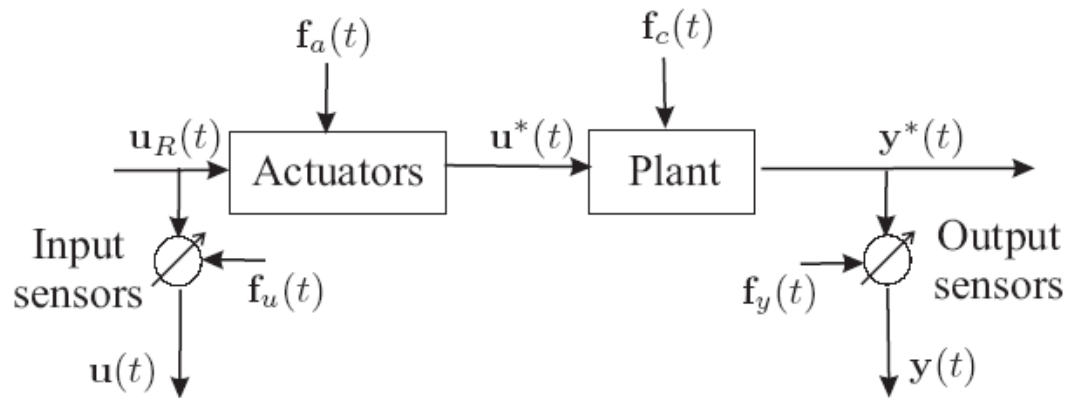 f_a(t)
f_c(t)
u_R(t)
Actuators
u*(t)
Plant
y*(t)
Input
sensors
f_u(t)
f_y(t)
Output
sensors
u(t)
y(t)